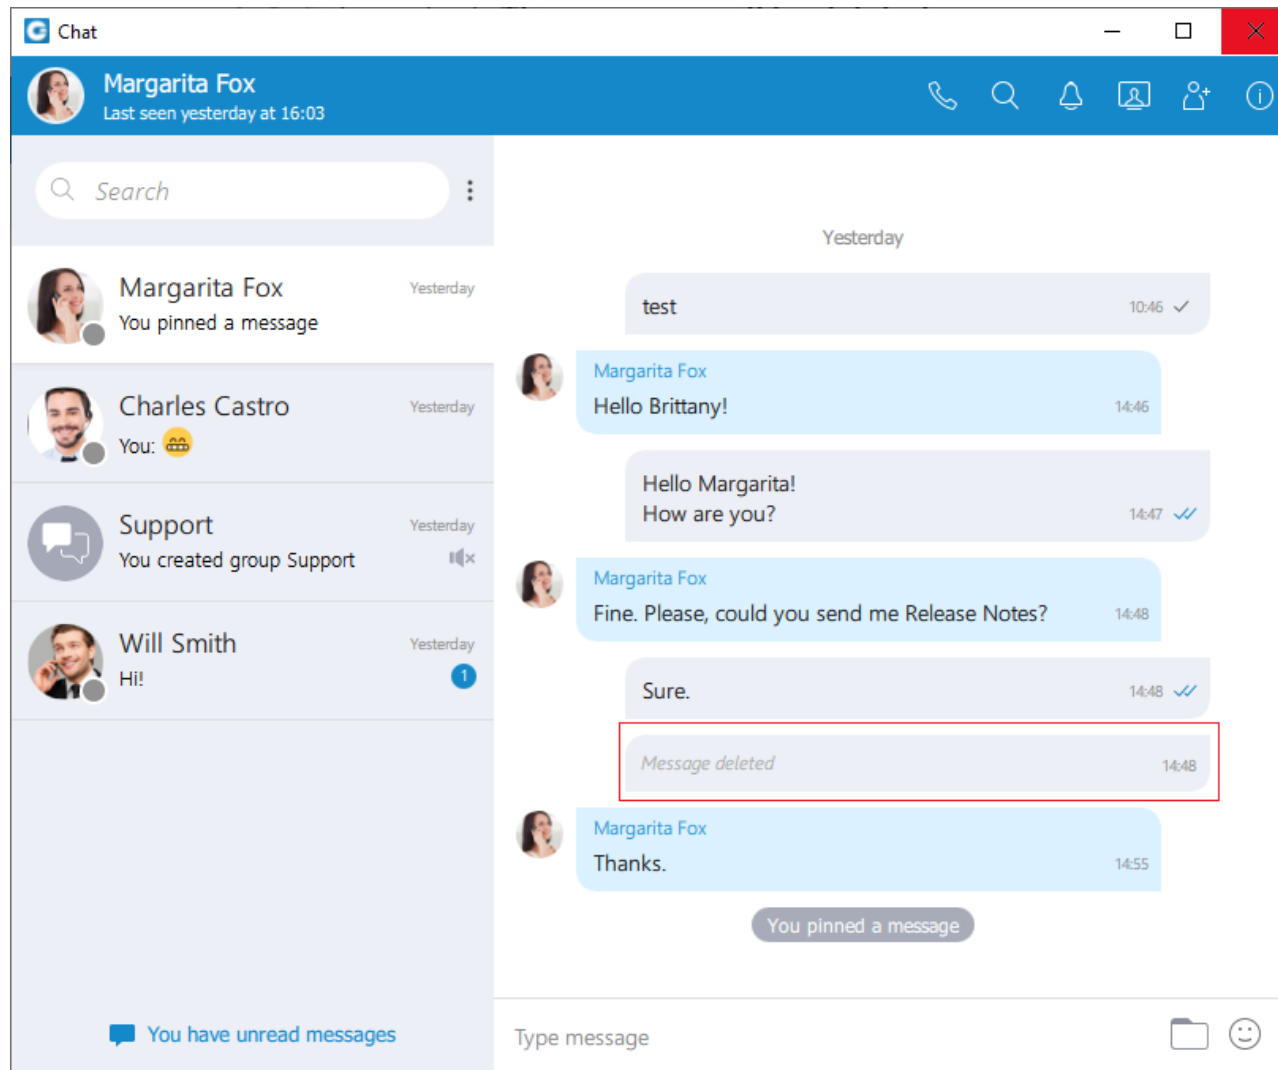 Chat
Margarita Fox
Last seen yesterday at 16:03
Search
Margarita Fox
Yesterday
You pinned a message
Charles Castro
Yesterday
You: 😁
Support
Yesterday
You created group Support
Will Smith
Yesterday
Hi!
1
You have unread messages
Yesterday
test
10:46
Margarita Fox
Hello Brittany!
14:46
Hello Margarita!
How are you?
14:47
Margarita Fox
Fine. Please, could you send me Release Notes?
14:48
Sure.
14:48
Message deleted
14:48
Margarita Fox
Thanks.
14:55
You pinned a message
Type message